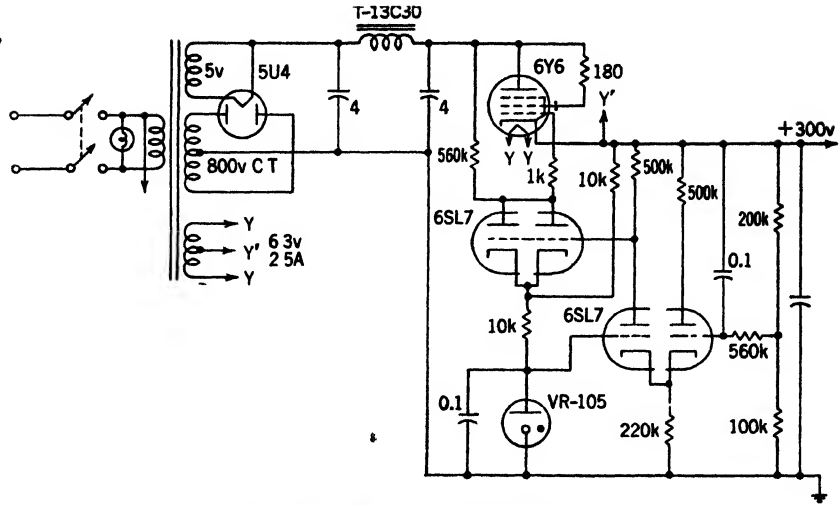 T-13C30
5v
5U4
4
4
6Y6
180
Y'
+300v
800v C T
560k
Y Y
1k
10k
500k
500k
200k
6SL7
0.1
Y
Y' 6 3v
2 5A
Y
10k
6SL7
560k
0.1
VR-105
220k
100k